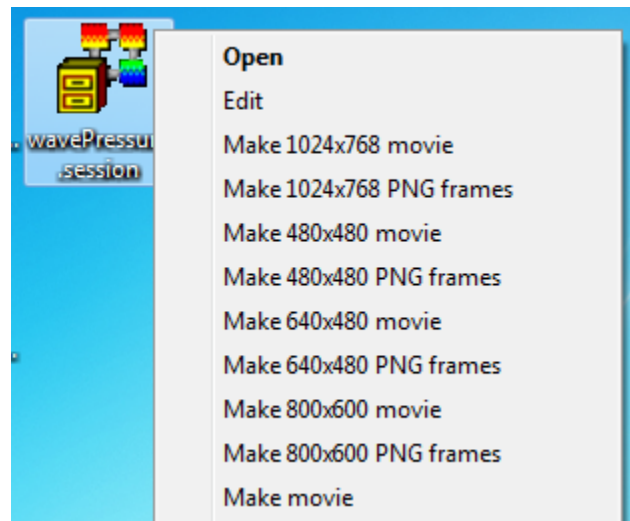 .session
Open
Edit
Make 1024x768 movie
Make 1024x768 PNG frames
Make 480x480 movie
Make 480x480 PNG frames
Make 640x480 movie
Make 640x480 PNG frames
Make 800x600 movie
Make 800x600 PNG frames
Make movie